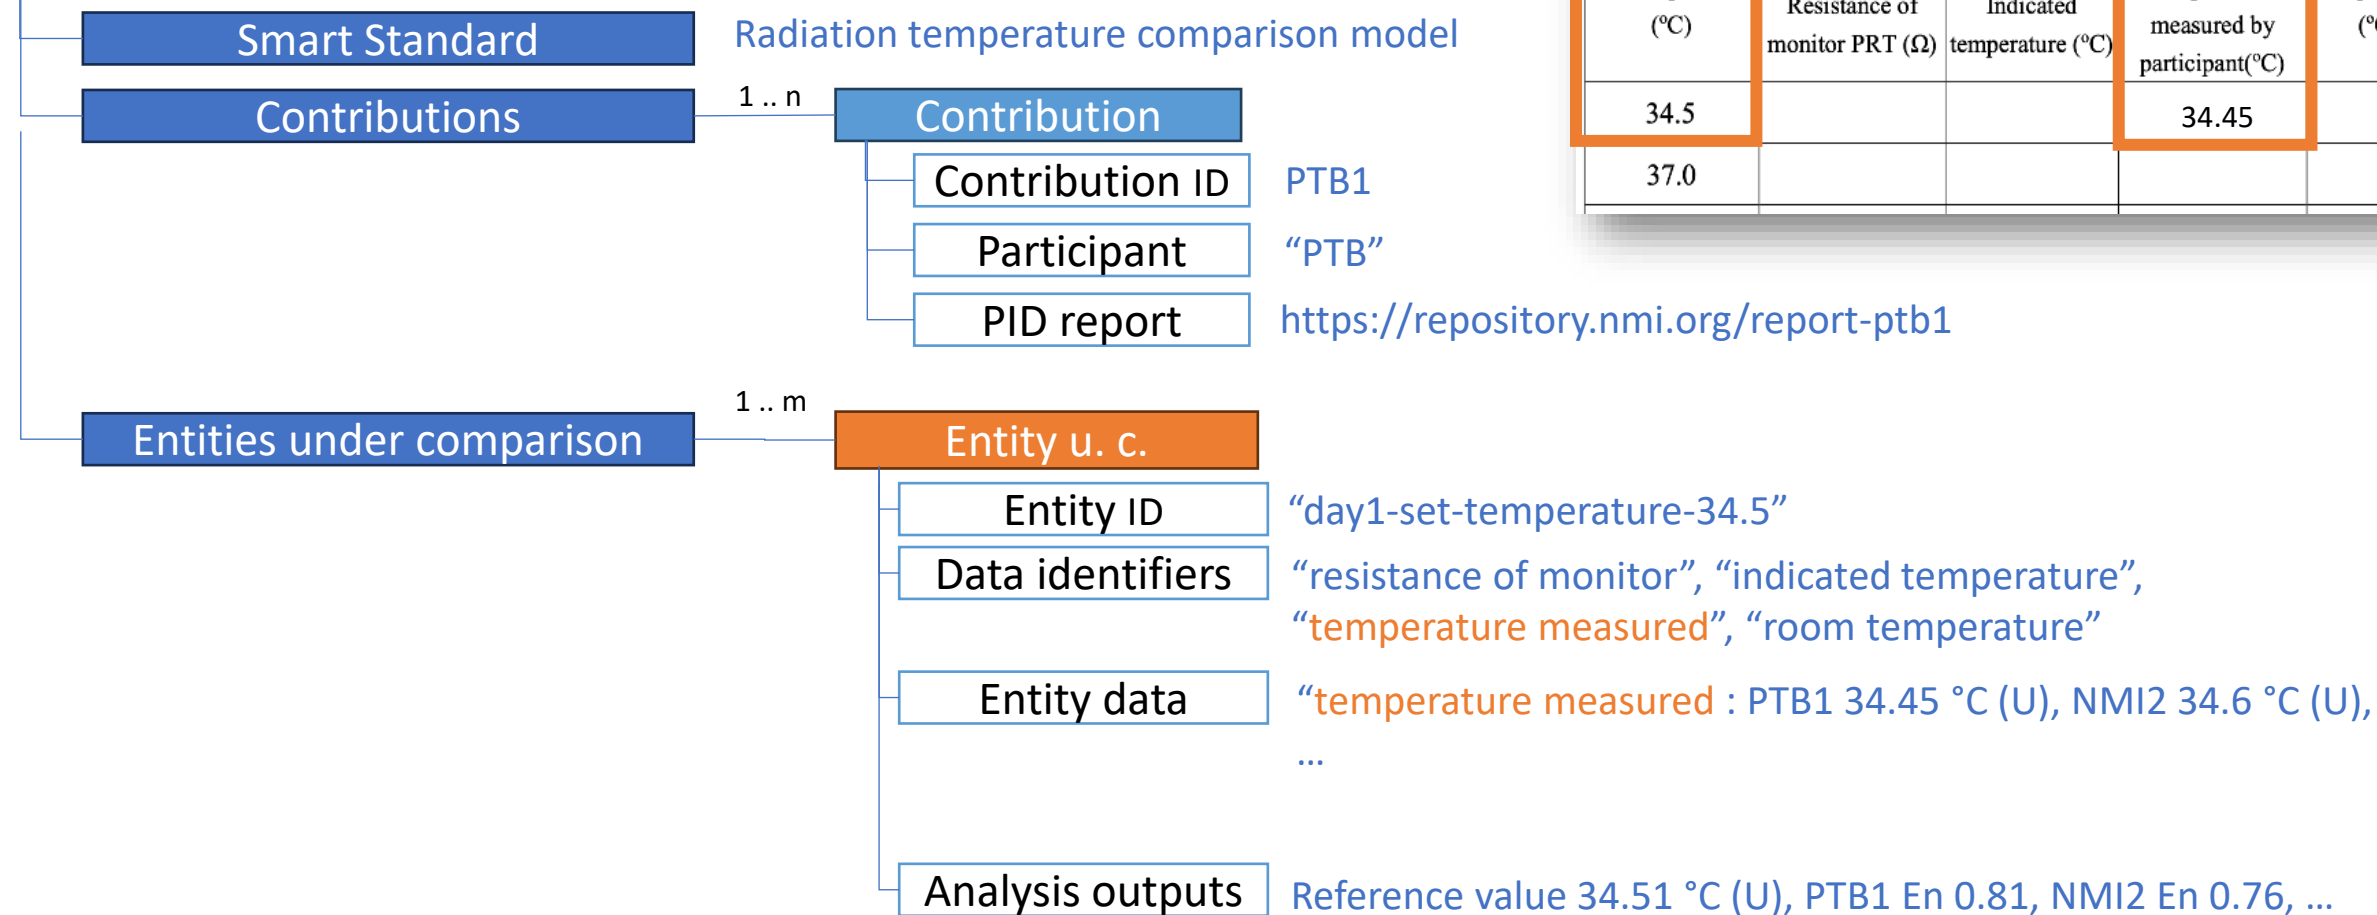 Smart Standard
Radiation temperature comparison model
Contributions
1 .. n
Contribution
Contribution ID
PTB1
Participant
“PTB”
PID report
https://repository.nmi.org/report-ptb1
Entities under comparison
1 .. m
Entity u. c.
Entity ID
“day1-set-temperature-34.5”
Data identifiers
“resistance of monitor”, “indicated temperature”,
“temperature measured”, “room temperature”
Entity data
“temperature measured : PTB1 34.45 °C (U), NMI2 34.6 °C (U),
...
Analysis outputs
Reference value 34.51 °C (U), PTB1 En 0.81, NMI2 En 0.76, ...
(°C)
Resistance of
monitor PRT (Ω)
Indicated
temperature (°C)
measured by
participant(°C)
34.5
34.45
37.0